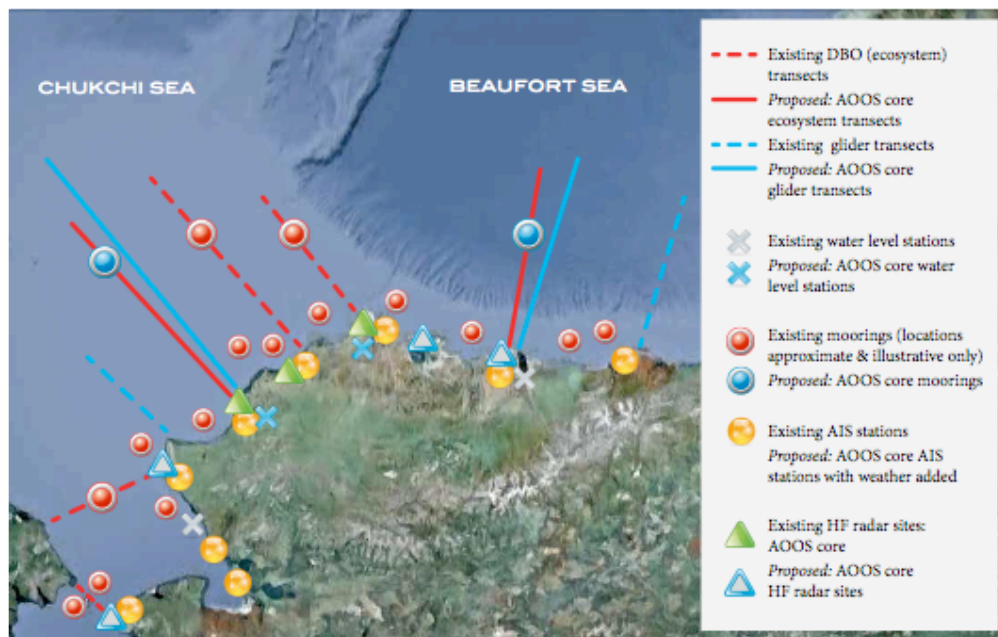 CHUKCHI SEA
BEAUFORT SEA
Existing DBO (ecosystem)
transects
Proposed: AOOS core
ecosystem transects
Existing glider transects
Proposed: AOOS core
glider transects
Existing water level stations
Proposed: AOOS core water
level stations
Existing moorings (locations
approximate & illustrative only)
Proposed: AOOS core moorings
Existing AIS stations
Proposed: AOOS core AIS
stations with weather added
Existing HF radar sites:
AOOS core
Proposed: AOOS core
HF radar sites